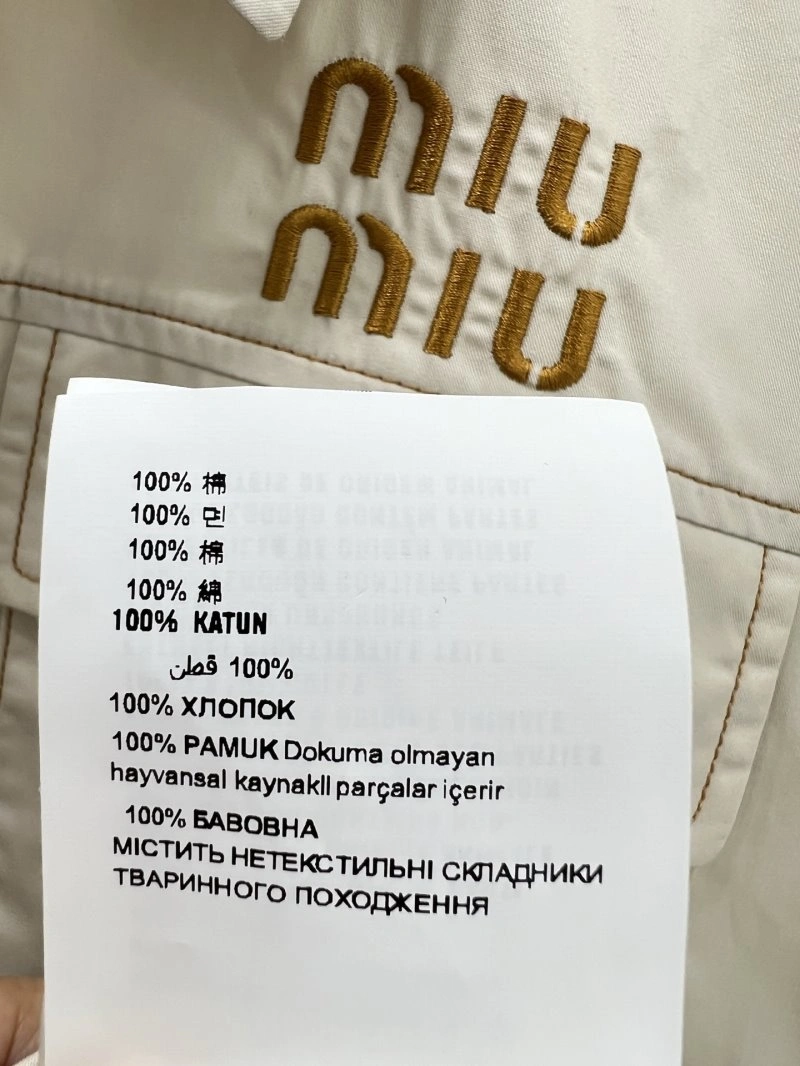 miu
miu
100% 棉
100% 면
100% 棉
100% 綿
100% KATUN
100% قطن
100% ХЛОПОК
100% PAMUK Dokuma olmayan
hayvansal kaynaklı parçalar içerir
100% БАВОВНА
МІСТИТЬ НЕТЕКСТИЛЬНІ СКЛАДНИКИ
ТВАРИННОГО ПОХОДЖЕННЯ